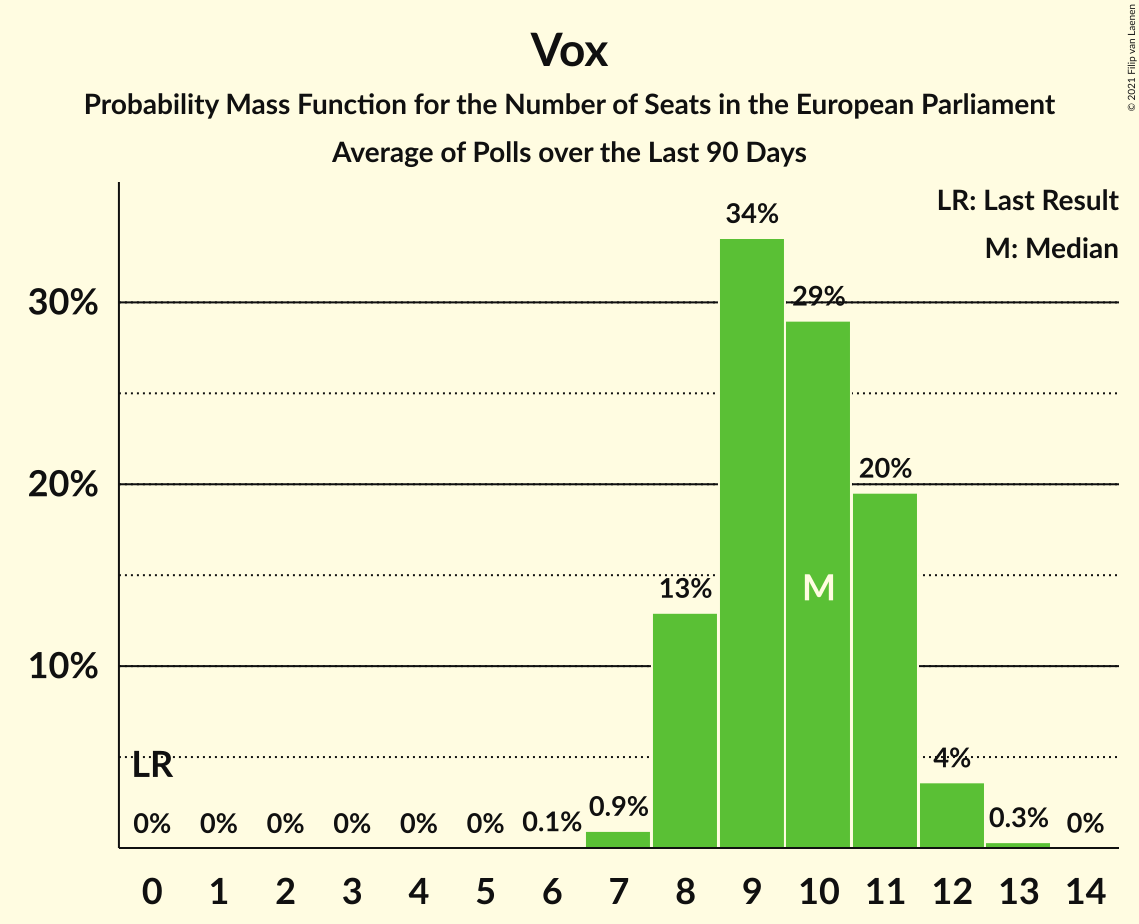 Vox
Probability Mass Function for the Number of Seats in the European Parliament
Average of Polls over the Last 90 Days
© 2021 Filip van Laenen
LR: Last Result
M: Median
34%
30%
29%
20%
20%
13%
M
10%
LR
4%
0%
0%
0%
0%
0%
0%
0.1%
0.9%
0.3%
0%
0 1 2 3 4 5 6 7 8 9 10 11 12 13 14